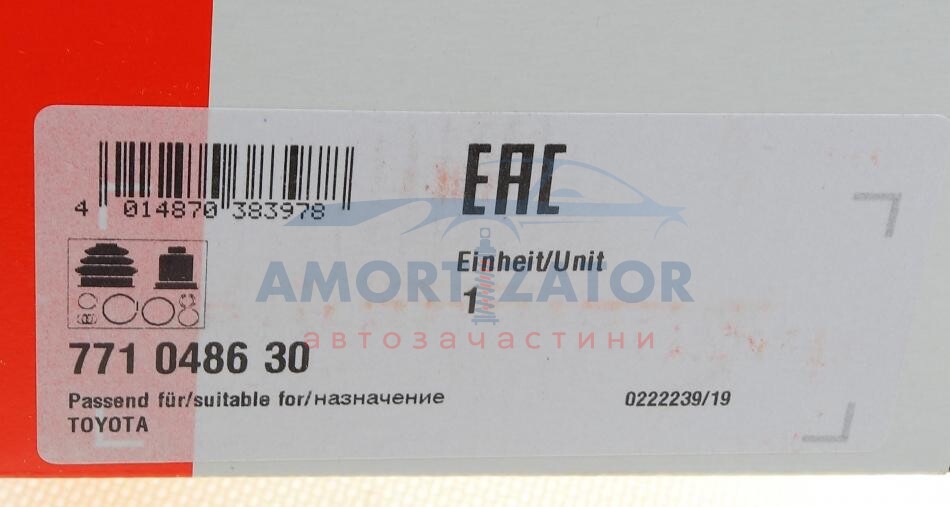 EAC
4 014870 383978
Einheit/Unit
1
AMORTIZATOR
автозачастини
771 0486 30
Passend für/suitable for/назначение
TOYOTA
0222239/19